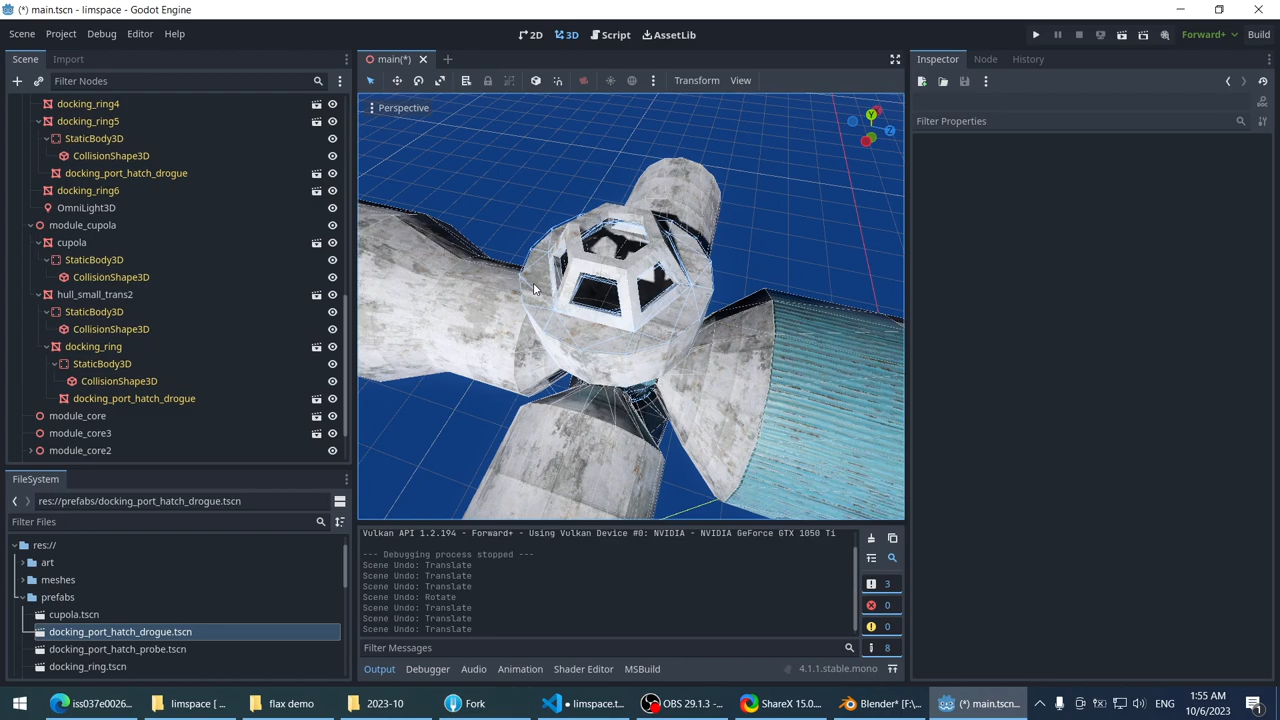 (*) main.tscn - limspace - Godot Engine
Scene Project Debug Editor Help
2D 3D Script AssetLib
Forward+ Build
Scene Import
main(*)
Inspector Node History
Filter Nodes
Transform View
Perspective
Y
Z
Filter Properties
docking_ring4
docking_ring5
StaticBody3D
CollisionShape3D
docking_port_hatch_drogue
docking_ring6
OmniLight3D
module_cupola
cupola
StaticBody3D
CollisionShape3D
hull_small_trans2
StaticBody3D
CollisionShape3D
docking_ring
StaticBody3D
CollisionShape3D
docking_port_hatch_drogue
module_core
module_core3
module_core2
FileSystem
res://prefabs/docking_port_hatch_drogue.tscn
Filter Files
res://
art
meshes
prefabs
cupola.tscn
docking_port_hatch_drogue.tscn
docking_port_hatch_probe.tscn
docking_ring.tscn
Vulkan API 1.2.194 - Forward+ - Using Vulkan Device #0: NVIDIA - NVIDIA GeForce GTX 1050 Ti
--- Debugging process stopped ---
Scene Undo: Translate
Scene Undo: Translate
Scene Undo: Translate
Scene Undo: Rotate
Scene Undo: Translate
Scene Undo: Translate
Scene Undo: Translate
3
0
0
8
Filter Messages
Output Debugger Audio Animation Shader Editor MSBuild
4.1.1.stable.mono
iss037e0026...
limspace [ ...
flax demo
2023-10
Fork
● limspace.t...
OBS 29.1.3 -...
ShareX 15.0...
Blender* [F:\...
(*) main.tscn...
ENG
1:55 AM
10/6/2023
1